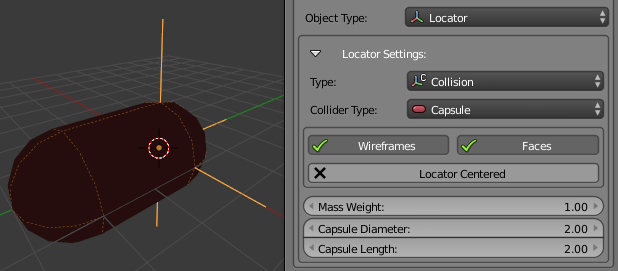 Object Type: Locator
Locator Settings:
Type: Collision
Collider Type: Capsule
Wireframes Faces
Locator Centered
Mass Weight: 1.00
Capsule Diameter: 2.00
Capsule Length: 2.00